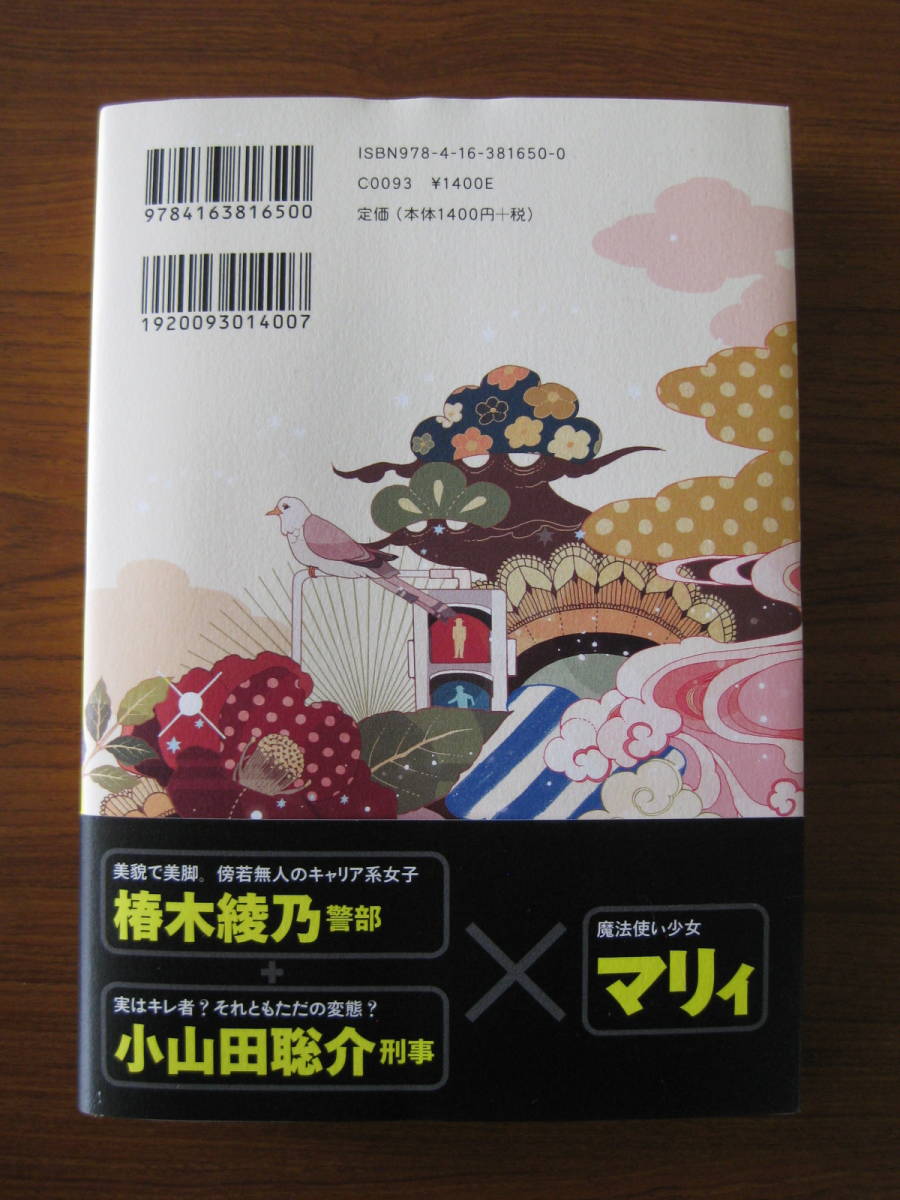 ISBN978-4-16-381650-0
C0093 ¥1400E
定価（本体1400円+税）
9784163816500
1920093014007
美貌で美脚。傍若無人のキャリア系女子
椿木綾乃警部
+
実はキレ者？それともただの変態？
小山田聡介刑事
×
魔法使い少女
マリィ